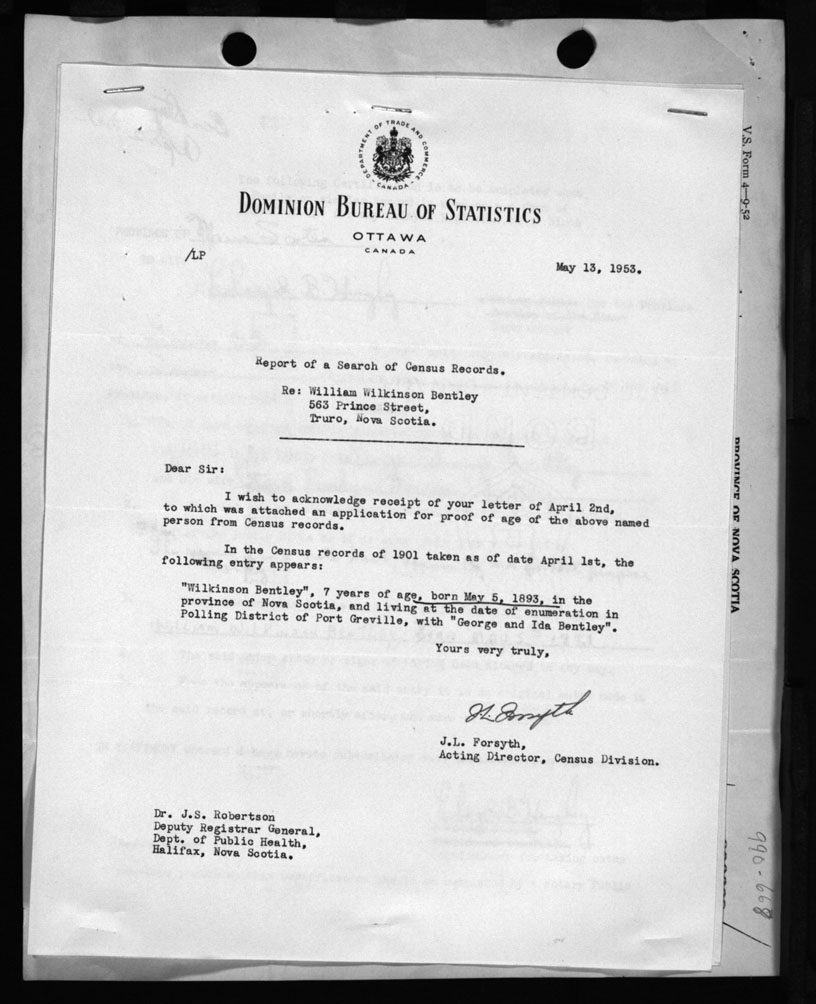 DEPARTMENT OF TRADE AND COMMERCE
CANADA
DOMINION BUREAU OF STATISTICS
OTTAWA
CANADA
/LP
May 13, 1953.
Report of a Search of Census Records.
Re: William Wilkinson Bentley
563 Prince Street,
Truro, Nova Scotia.
Dear Sir:
I wish to acknowledge receipt of your letter of April 2nd,
to which was attached an application for proof of age of the above named
person from Census records.
In the Census records of 1901 taken as of date April 1st, the
following entry appears:
"Wilkinson Bentley", 7 years of age, born May 5, 1893, in the
province of Nova Scotia, and living at the date of enumeration in
Polling District of Port Greville, with "George and Ida Bentley".
Yours very truly,
J.L. Forsyth
J.L. Forsyth,
Acting Director, Census Division.
Dr. J.S. Robertson
Deputy Registrar General,
Dept. of Public Health,
Halifax, Nova Scotia.
V.S. Form 4—9-52
PROVINCE OF NOVA SCOTIA
990-668